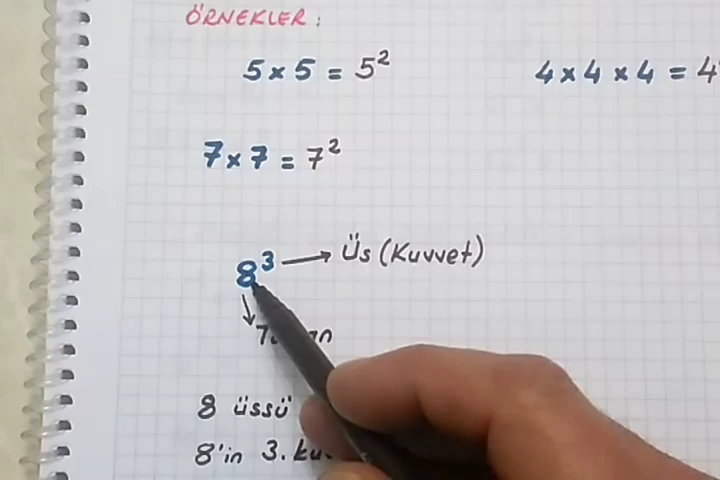 ÖRNEKLER:
5 x 5 = 5²
4 x 4 x 4 = 4
7 x 7 = 7²
8³ → Üs (Kuvvet)
8 üssü
8'in 3.